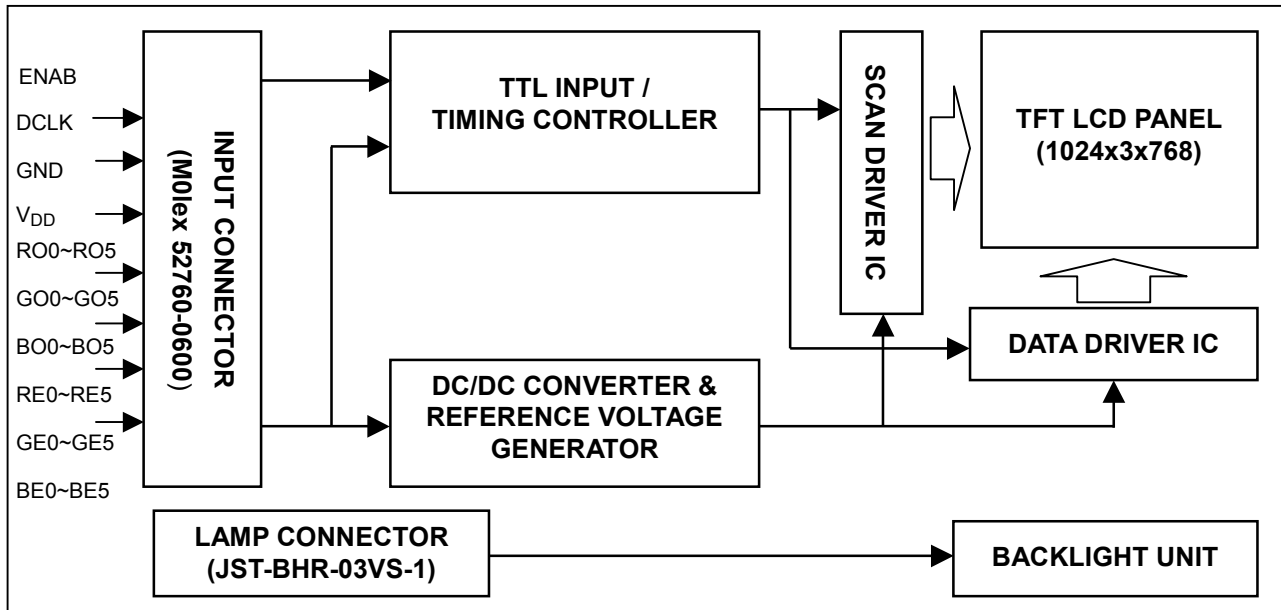 ENAB
DCLK
GND
VDD
RO0~RO5
GO0~GO5
BO0~BO5
RE0~RE5
GE0~GE5
BE0~BE5
INPUT CONNECTOR
(M0lex 52760-0600)
TTL INPUT /
TIMING CONTROLLER
SCAN DRIVER IC
TFT LCD PANEL
(1024x3x768)
DATA DRIVER IC
DC/DC CONVERTER &
REFERENCE VOLTAGE
GENERATOR
LAMP CONNECTOR
(JST-BHR-03VS-1)
BACKLIGHT UNIT